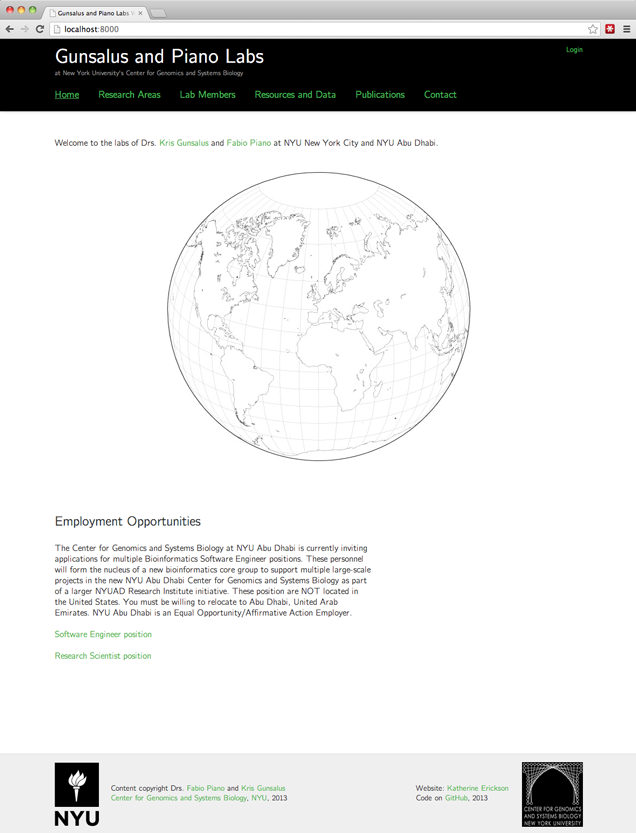 Gunsalus and Piano Labs
localhost:8000
Gunsalus and Piano Labs
Login
at New York University's Center for Genomics and Systems Biology
Home Research Areas Lab Members Resources and Data Publications Contact
Welcome to the labs of Drs. Kris Gunsalus and Fabio Piano at NYU New York City and NYU Abu Dhabi.
Employment Opportunities
The Center for Genomics and Systems Biology at NYU Abu Dhabi is currently inviting
applications for multiple Bioinformatics Software Engineer positions. These personnel
will form the nucleus of a new bioinformatics core group to support multiple large-scale
projects in the new NYU Abu Dhabi Center for Genomics and Systems Biology as part
of a larger NYUAD Research Institute initiative. These position are NOT located in
the United States. You must be willing to relocate to Abu Dhabi, United Arab
Emirates. NYU Abu Dhabi is an Equal Opportunity/Affirmative Action Employer.
Software Engineer position
Research Scientist position
NYU
Content copyright Drs. Fabio Piano and Kris Gunsalus
Center for Genomics and Systems Biology, NYU, 2013
Website: Katherine Erickson
Code on GitHub, 2013
CENTER FOR GENOMICS
AND SYSTEMS BIOLOGY
NEW YORK UNIVERSITY